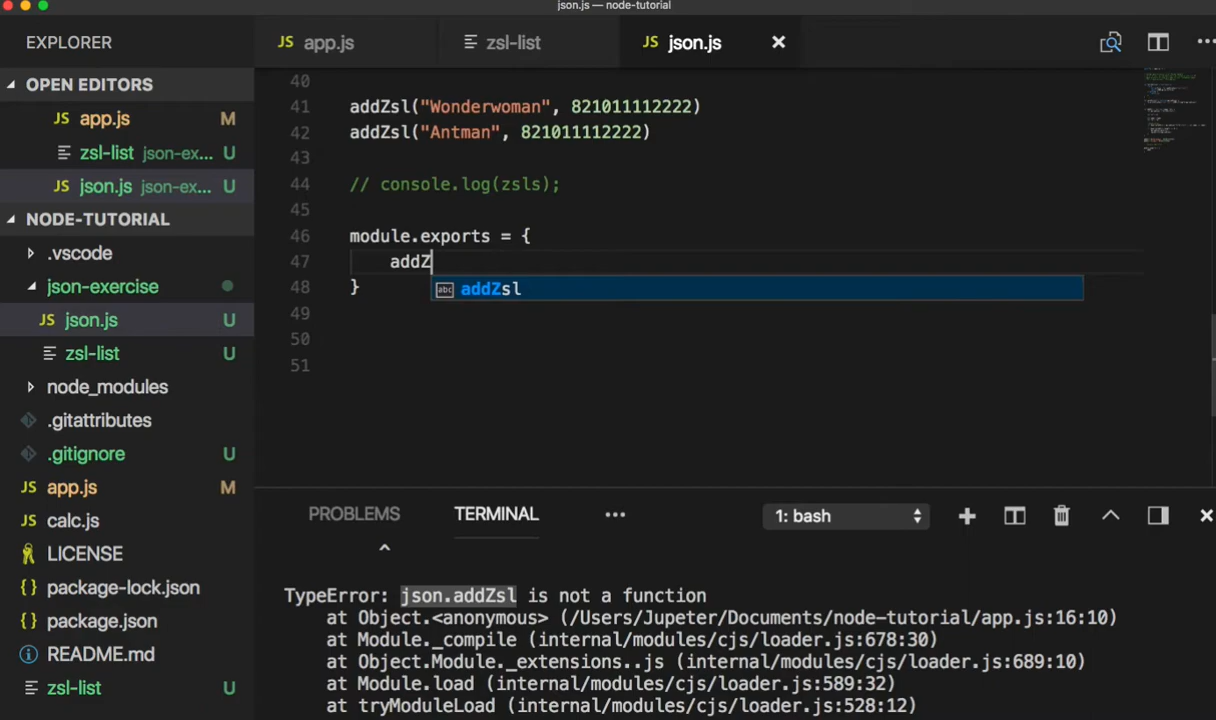 json.js — node-tutorial
EXPLORER
JS app.js
zsl-list
JS json.js
OPEN EDITORS
JS app.js M
zsl-list json-ex... U
JS json.js json-ex... U
NODE-TUTORIAL
.vscode
json-exercise
JS json.js U
zsl-list U
node_modules
.gitattributes
.gitignore U
JS app.js M
calc.js
JS
LICENSE
{} package-lock.json
{} package.json
README.md
zsl-list U
40
41 addZsl("Wonderwoman", 821011112222)
42 addZsl("Antman", 821011112222)
43
44 // console.log(zsls);
45
46 module.exports = {
47 addZ
abc addZsl
48 }
49
50
51
PROBLEMS TERMINAL ... 1: bash
TypeError: json.addZsl is not a function
at Object.<anonymous> (/Users/Jupeter/Documents/node-tutorial/app.js:16:10)
at Module._compile (internal/modules/cjs/loader.js:678:30)
at Object.Module._extensions..js (internal/modules/cjs/loader.js:689:10)
at Module.load (internal/modules/cjs/loader.js:589:32)
at tryModuleLoad (internal/modules/cjs/loader.js:528:12)